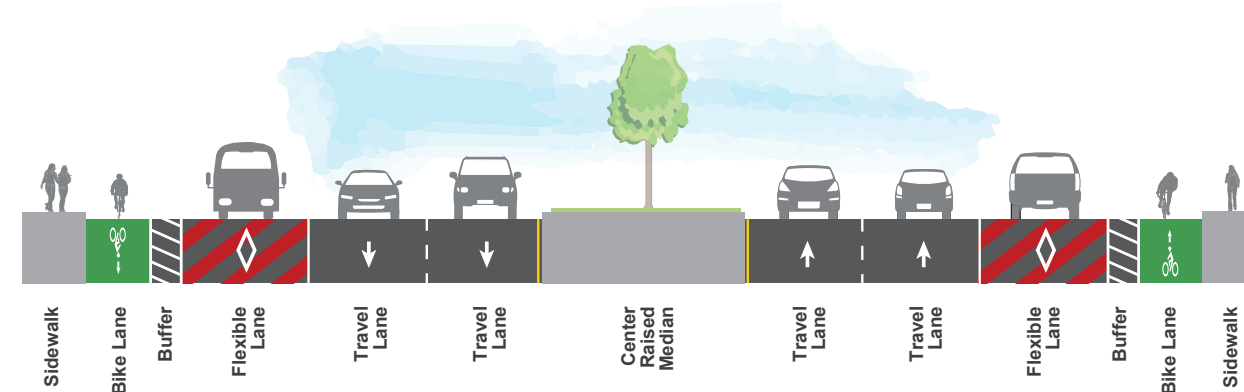 Sidewalk
Bike Lane
Buffer
Flexible
Lane
Travel
Lane
Travel
Lane
Center
Raised
Median
Travel
Lane
Travel
Lane
Flexible
Lane
Buffer
Bike Lane
Sidewalk